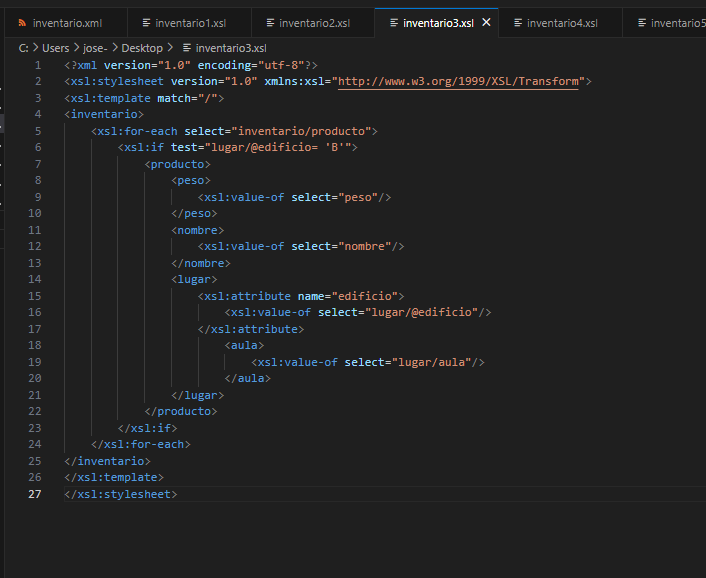 inventario.xml inventario1.xsl inventario2.xsl inventario3.xsl inventario4.xsl inventario5
C: > Users > jose- > Desktop > inventario3.xsl
1 <?xml version="1.0" encoding="utf-8"?>
2 <xsl:stylesheet version="1.0" xmlns:xsl="http://www.w3.org/1999/XSL/Transform">
3 <xsl:template match="/">
4 <inventario>
5 <xsl:for-each select="inventario/producto">
6 <xsl:if test="lugar/@edificio= 'B'">
7 <producto>
8 <peso>
9 <xsl:value-of select="peso"/>
10 </peso>
11 <nombre>
12 <xsl:value-of select="nombre"/>
13 </nombre>
14 <lugar>
15 <xsl:attribute name="edificio">
16 <xsl:value-of select="lugar/@edificio"/>
17 </xsl:attribute>
18 <aula>
19 <xsl:value-of select="lugar/aula"/>
20 </aula>
21 </lugar>
22 </producto>
23 </xsl:if>
24 </xsl:for-each>
25 </inventario>
26 </xsl:template>
27 </xsl:stylesheet>